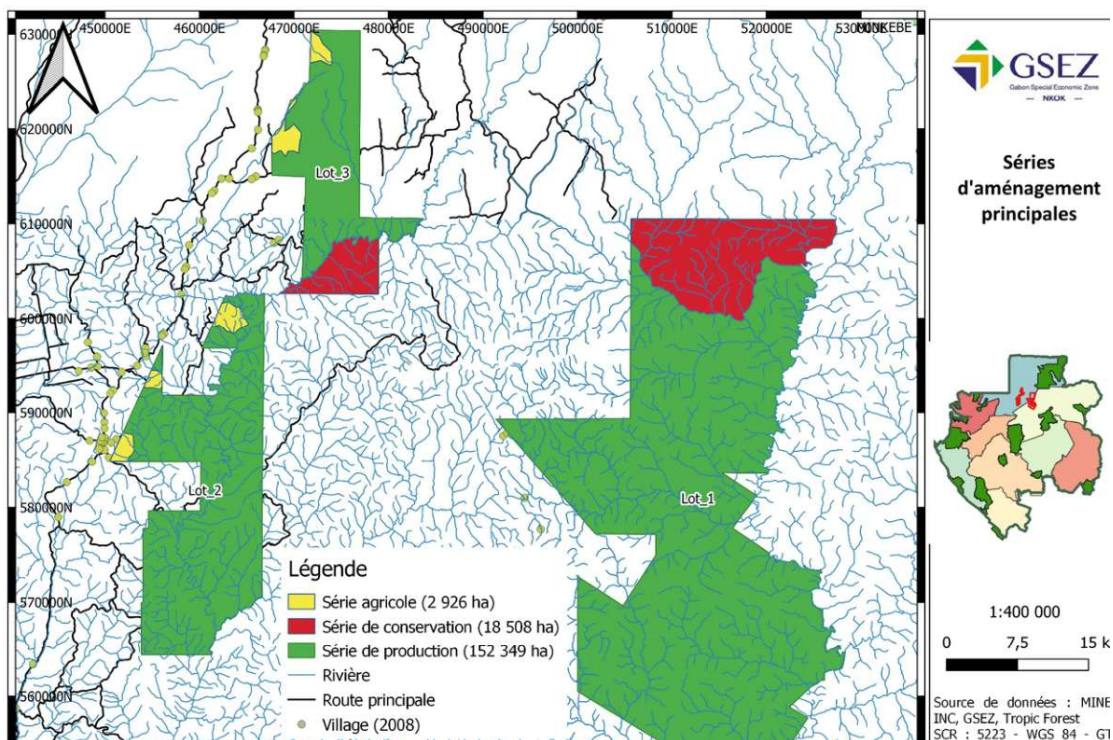 450000E 460000E 470000E 480000E 490000E 500000E 510000E 520000E
MINKEBE
630000N
620000N
610000N
600000N
590000N
580000N
570000N
560000N
Lot_3
Lot_2
Lot_1
Légende
Série agricole (2 926 ha)
Série de conservation (18 508 ha)
Série de production (152 349 ha)
Rivière
Route principale
Village (2008)
GSEZ
Gabon Special Economic Zone
— NKOK —
Séries
d'aménagement
principales
1:400 000
0 7,5 15 k
Source de données : MINE
INC, GSEZ, Tropic Forest
SCR : 5223 - WGS 84 - GT